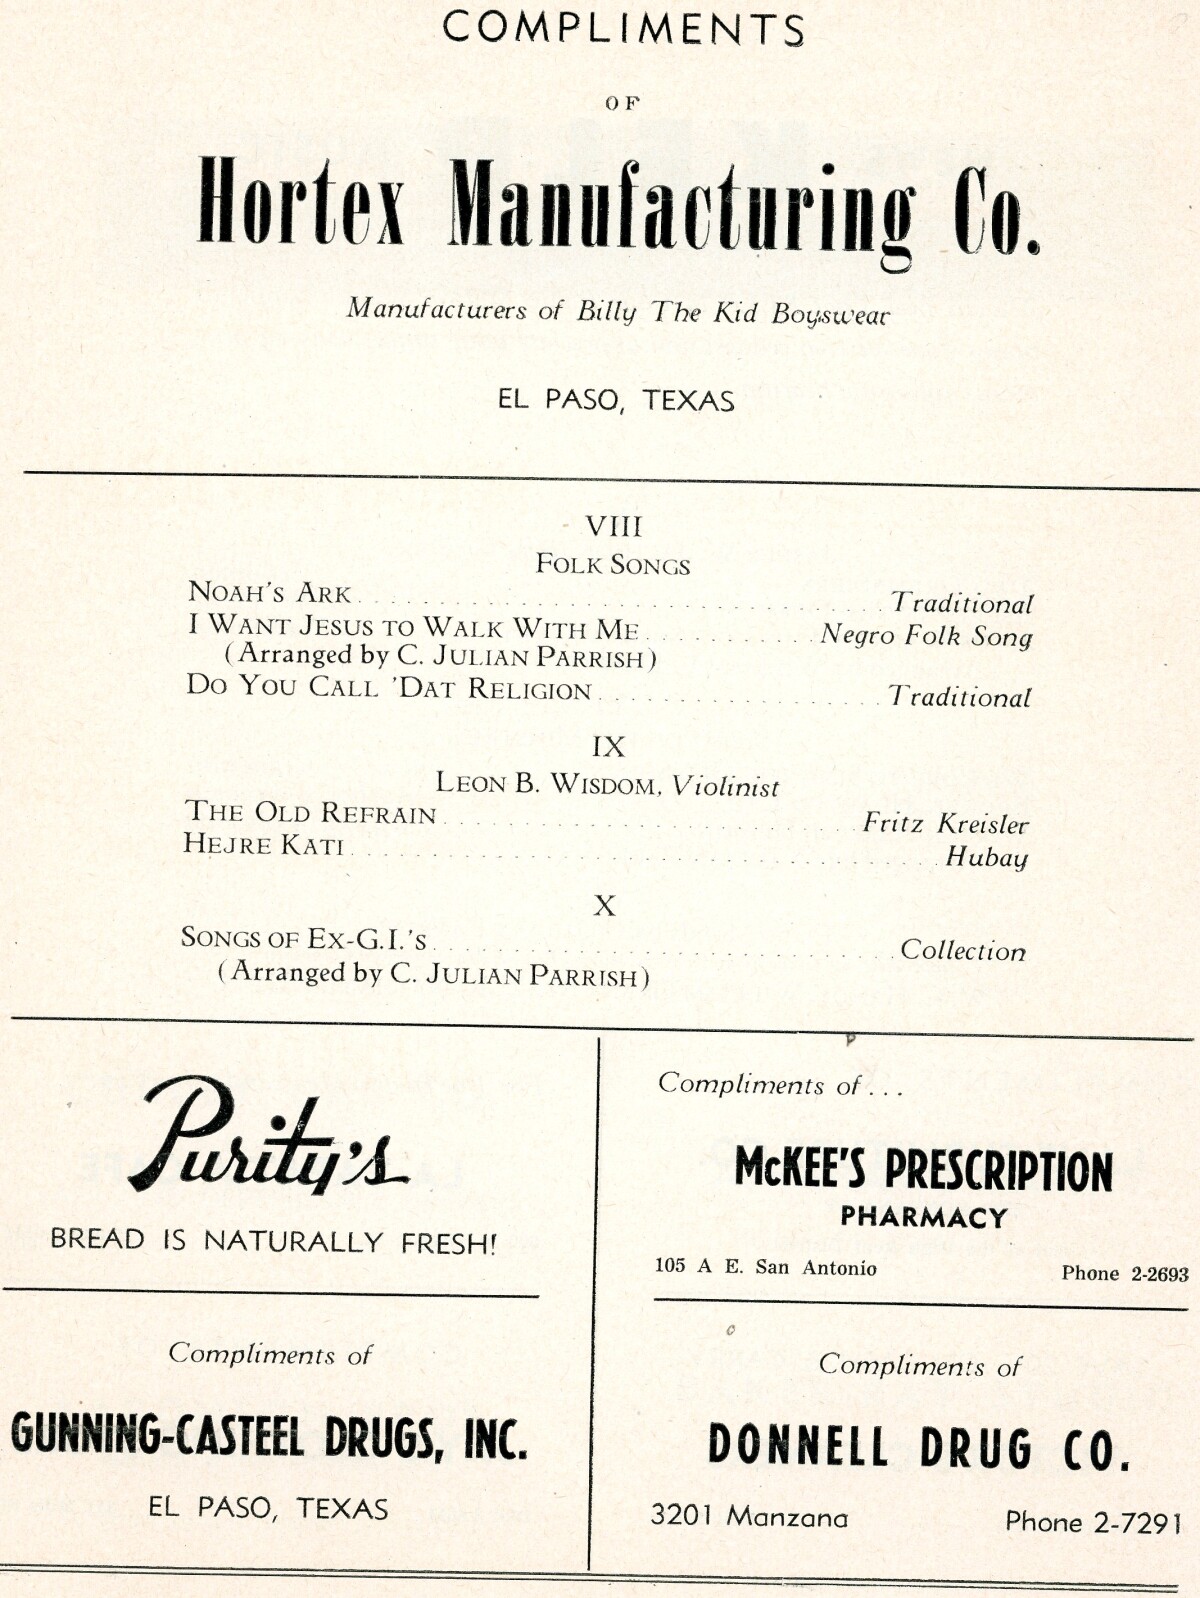 COMPLIMENTS
OF
Hortex Manufacturing Co.
Manufacturers of Billy The Kid Boyswear
EL PASO, TEXAS
VIII
FOLK SONGS
NOAH'S ARK . . . . . . . . . . . . . . . . . . . . . . . . . . . Traditional
I WANT JESUS TO WALK WITH ME . . . . . . . . . . Negro Folk Song
(Arranged by C. JULIAN PARRISH)
DO YOU CALL 'DAT RELIGION . . . . . . . . . . . . . . . Traditional
IX
LEON B. WISDOM, Violinist
THE OLD REFRAIN . . . . . . . . . . . . . . . . . . . . . Fritz Kreisler
HEJRE KATI . . . . . . . . . . . . . . . . . . . . . . . . . . . . . Hubay
X
SONGS OF EX-G.I.'S . . . . . . . . . . . . . . . . . . . . . . . Collection
(Arranged by C. JULIAN PARRISH)
Purity's
BREAD IS NATURALLY FRESH!
Compliments of
GUNNING-CASTEEL DRUGS, INC.
EL PASO, TEXAS
Compliments of . . .
McKEE'S PRESCRIPTION
PHARMACY
105 A E. San Antonio Phone 2-2693
Compliments of
DONNELL DRUG CO.
3201 Manzana Phone 2-7291